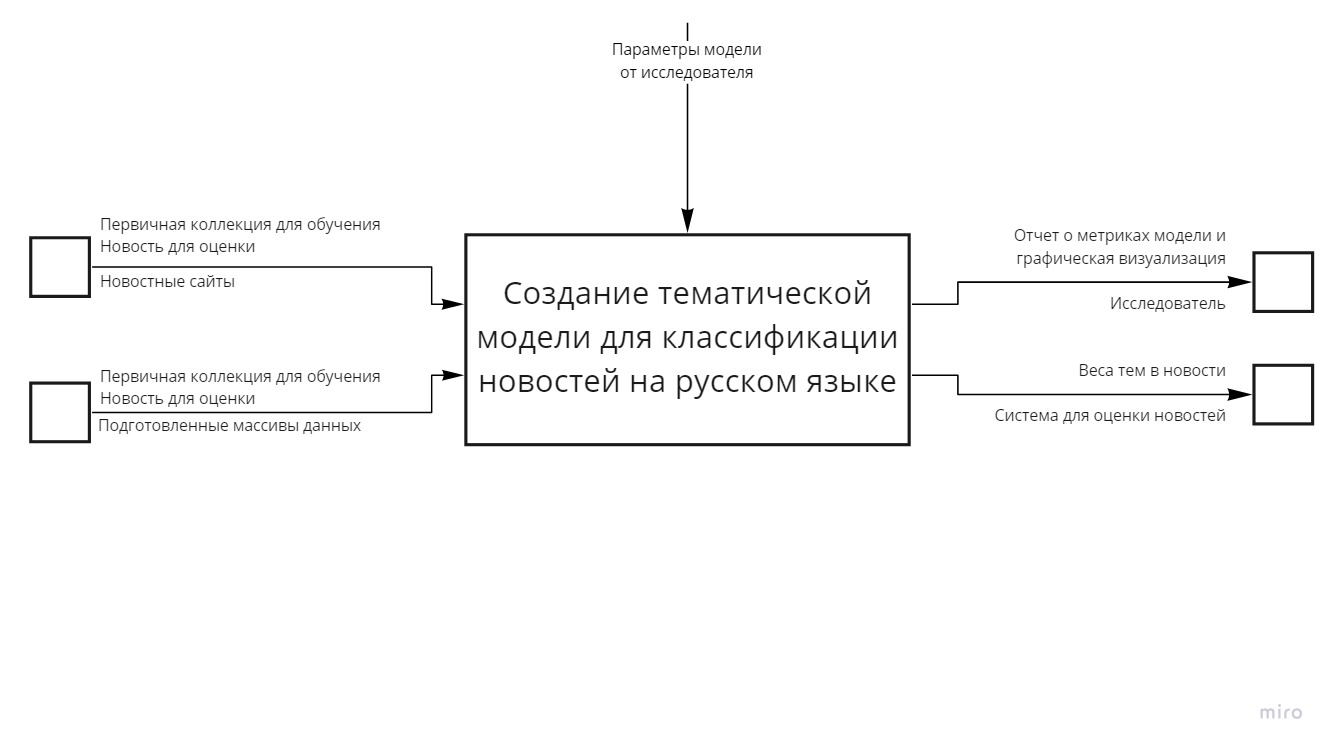 Параметры модели
от исследователя
Первичная коллекция для обучения
Новость для оценки
Новостные сайты
Первичная коллекция для обучения
Новость для оценки
Подготовленные массивы данных
Создание тематической
модели для классификации
новостей на русском языке
Отчет о метриках модели и
графическая визуализация
Исследователь
Веса тем в новости
Система для оценки новостей
miro